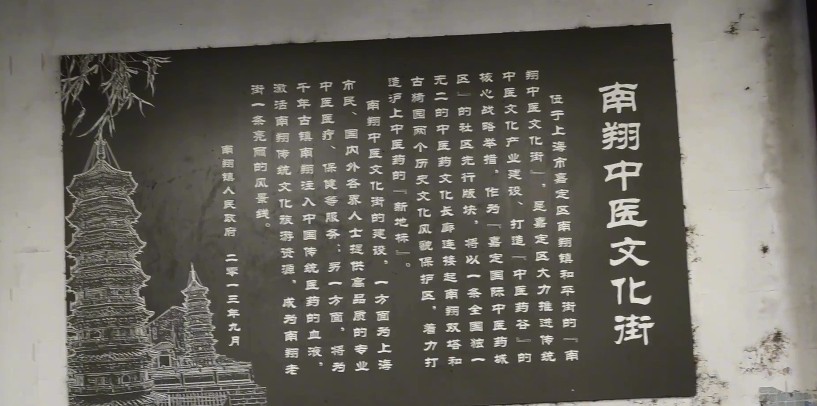 南翔中医文化街
位于上海市嘉定区南翔镇和平街的『南
翔中医文化街』，是嘉定区大力推进传统
中医文化产业建设、打造『中医药谷』的
核心战略举措。作为『嘉定国际中医药城
区』的社区先行版块，将以一条全国独一
无二的中医药文化长廊连接起南翔双塔和
古猗园两个历史文化风貌保护区，着力打
造沪上中医药的『新地标』。
南翔中医文化街的建设，一方面为上海
市民、国内外各界人士提供高品质的专业
中医医疗、保健等服务；另一方面，将为
千年古镇南翔注入中国传统医药的血液，
激活南翔传统文化旅游资源，成为南翔老
街一条亮丽的风景线。
南翔镇人民政府 二零一三年九月